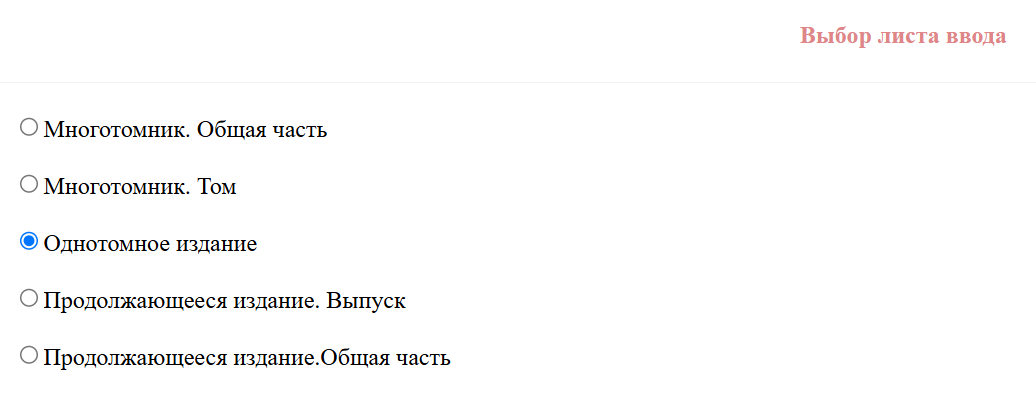 Выбор листа ввода
Многотомник. Общая часть
Многотомник. Том
Однотомное издание
Продолжающееся издание. Выпуск
Продолжающееся издание.Общая часть